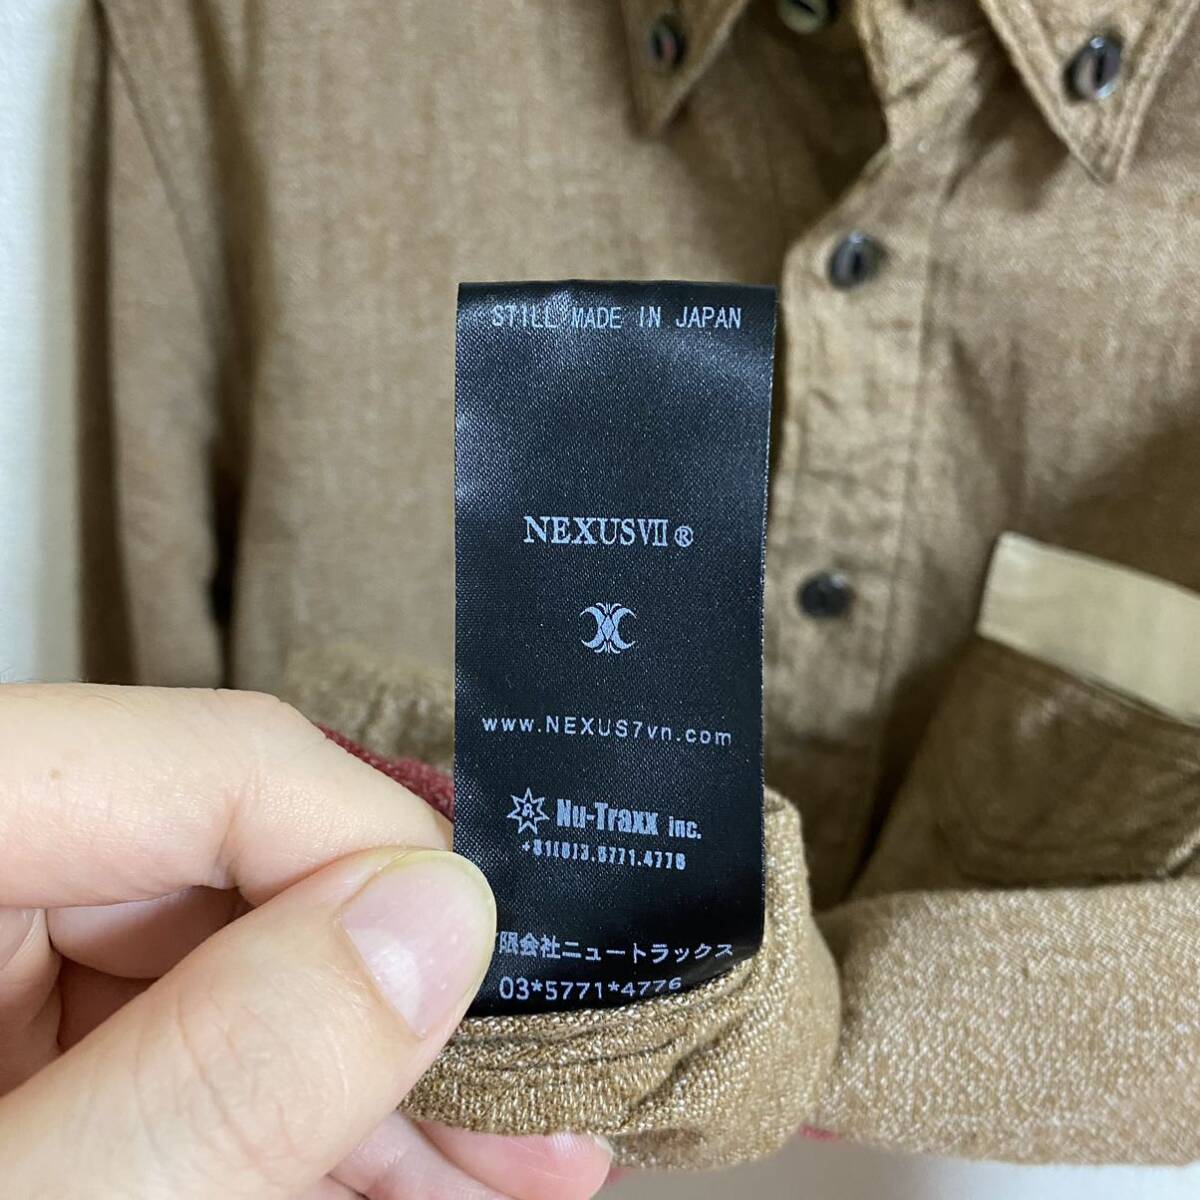 STILL MADE IN JAPAN
NEXUSVII®
www.NEXUS7vn.com
Nu-Traxx inc.
+81(0)3.5771.4776
限会社ニュートラックス
03*5771*4776